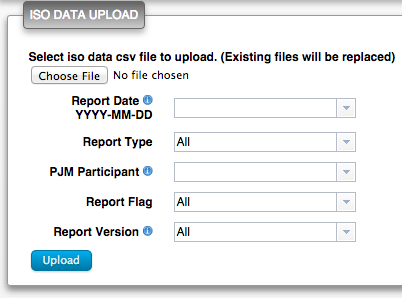 ISO DATA UPLOAD
Select iso data csv file to upload. (Existing files will be replaced)
Choose File No file chosen
Report Date
YYYY-MM-DD
Report Type All
PJM Participant
Report Flag All
Report Version All
Upload